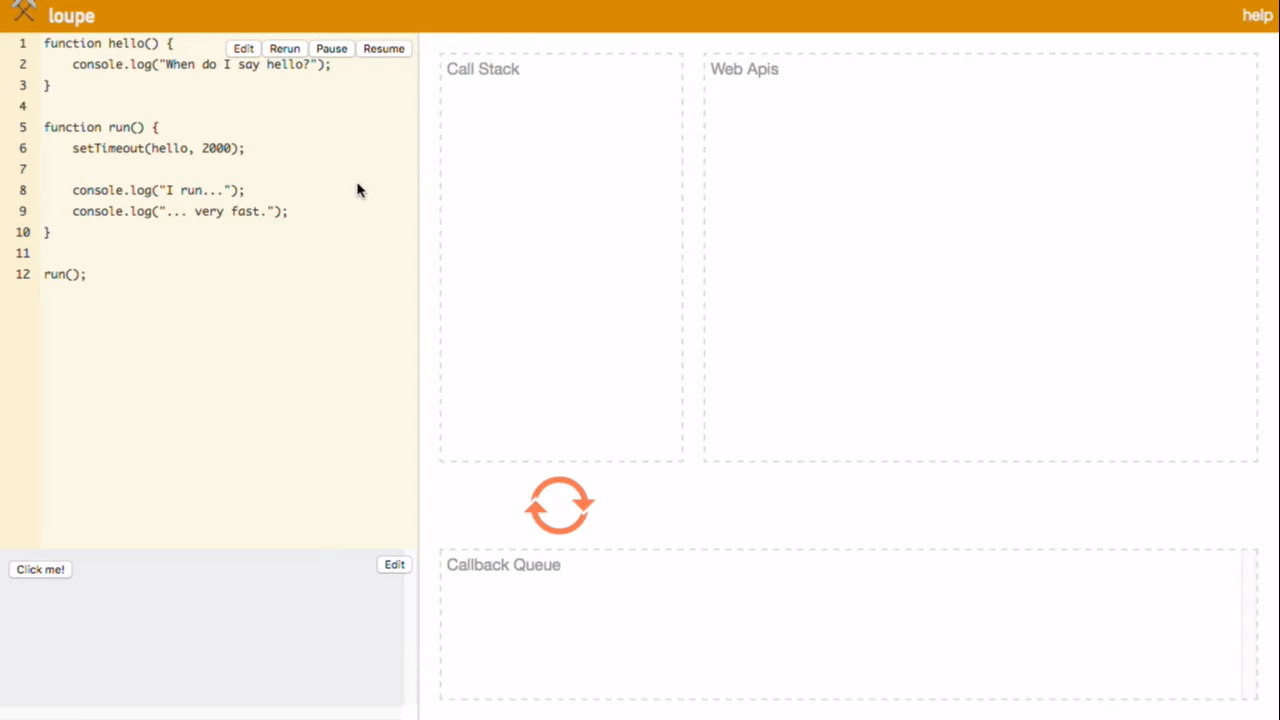 loupe
help
1 function hello() {
Edit Rerun Pause Resume
2     console.log("When do I say hello?");
3 }
4
5 function run() {
6     setTimeout(hello, 2000);
7
8     console.log("I run...");
9     console.log("... very fast.");
10 }
11
12 run();
Click me!
Edit
Call Stack
Web Apis
Callback Queue